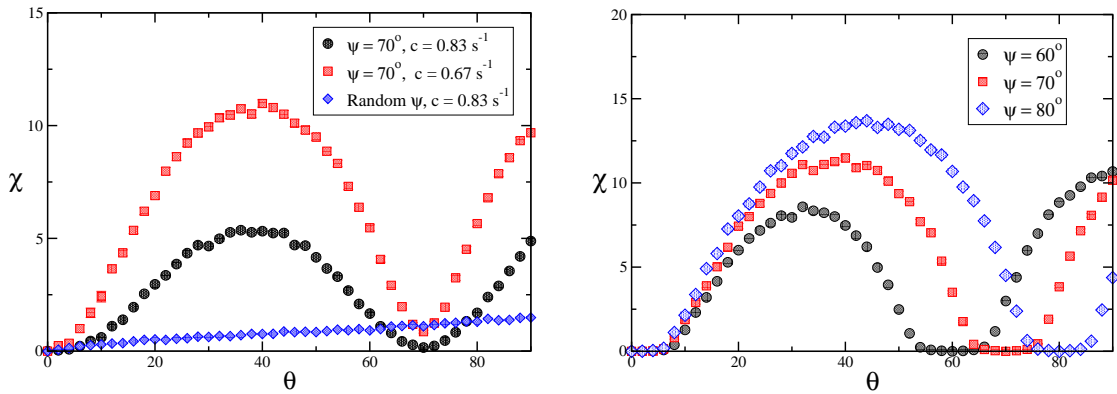 15
10
5
0
χ
0
20
40
60
80
θ
ψ = 70°, c = 0.83 s⁻¹
ψ = 70°, c = 0.67 s⁻¹
Random ψ, c = 0.83 s⁻¹
20
15
10
5
0
χ
0
20
40
60
80
θ
ψ = 60°
ψ = 70°
ψ = 80°